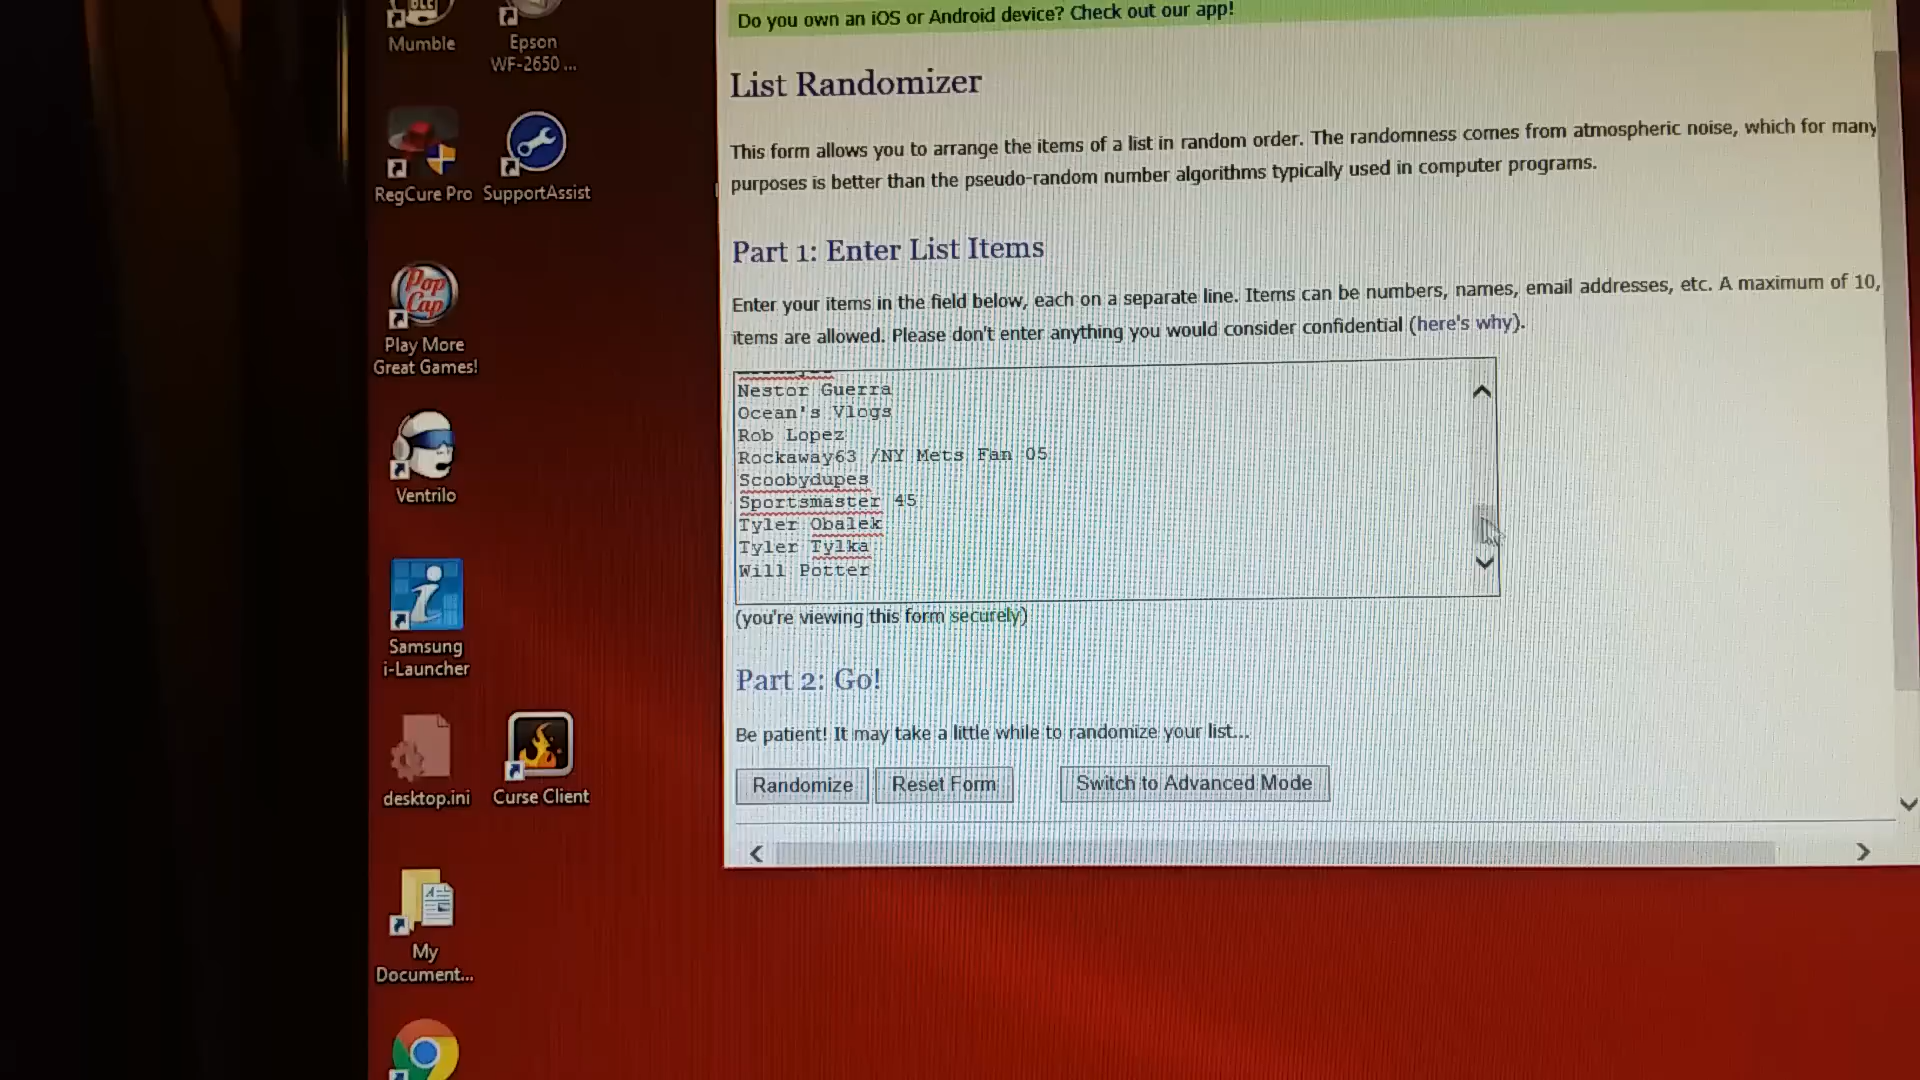 DLC
Mumble
Epson
WF-2650 ...
RegCure Pro
SupportAssist
Pop
Cap
Play More
Great Games!
Ventrilo
Samsung
i-Launcher
desktop.ini
Curse Client
My
Document...
Do you own an iOS or Android device? Check out our app!
List Randomizer
This form allows you to arrange the items of a list in random order. The randomness comes from atmospheric noise, which for many
purposes is better than the pseudo-random number algorithms typically used in computer programs.
Part 1: Enter List Items
Enter your items in the field below, each on a separate line. Items can be numbers, names, email addresses, etc. A maximum of 10,
items are allowed. Please don't enter anything you would consider confidential (here's why).
Nestor Guerra
Ocean's Vlogs
Rob Lopez
Rockaway63 /NY Mets Fan 05
Scoobydupes
Sportsmaster 45
Tyler Obalek
Tyler Tylka
Will Potter
(you're viewing this form securely)
Part 2: Go!
Be patient! It may take a little while to randomize your list...
Randomize
Reset Form
Switch to Advanced Mode